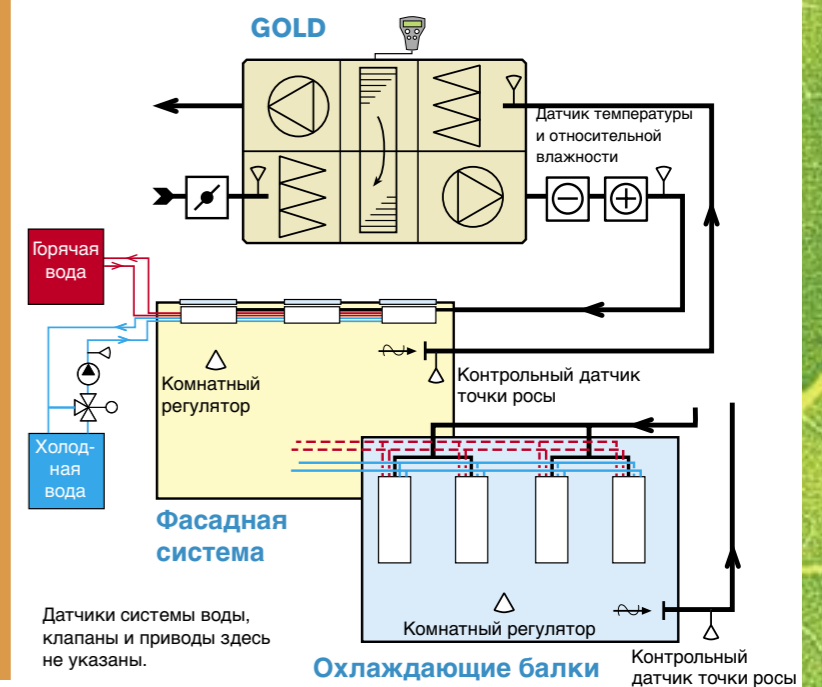 GOLD
Датчик температуры
и относительной
влажности
Горячая
вода
Комнатный
регулятор
Контрольный датчик
точки росы
Холод-
ная
вода
Фасадная
система
Датчики системы воды,
клапаны и приводы здесь
не указаны.
Комнатный регулятор
Охлаждающие балки
Контрольный
датчик точки росы